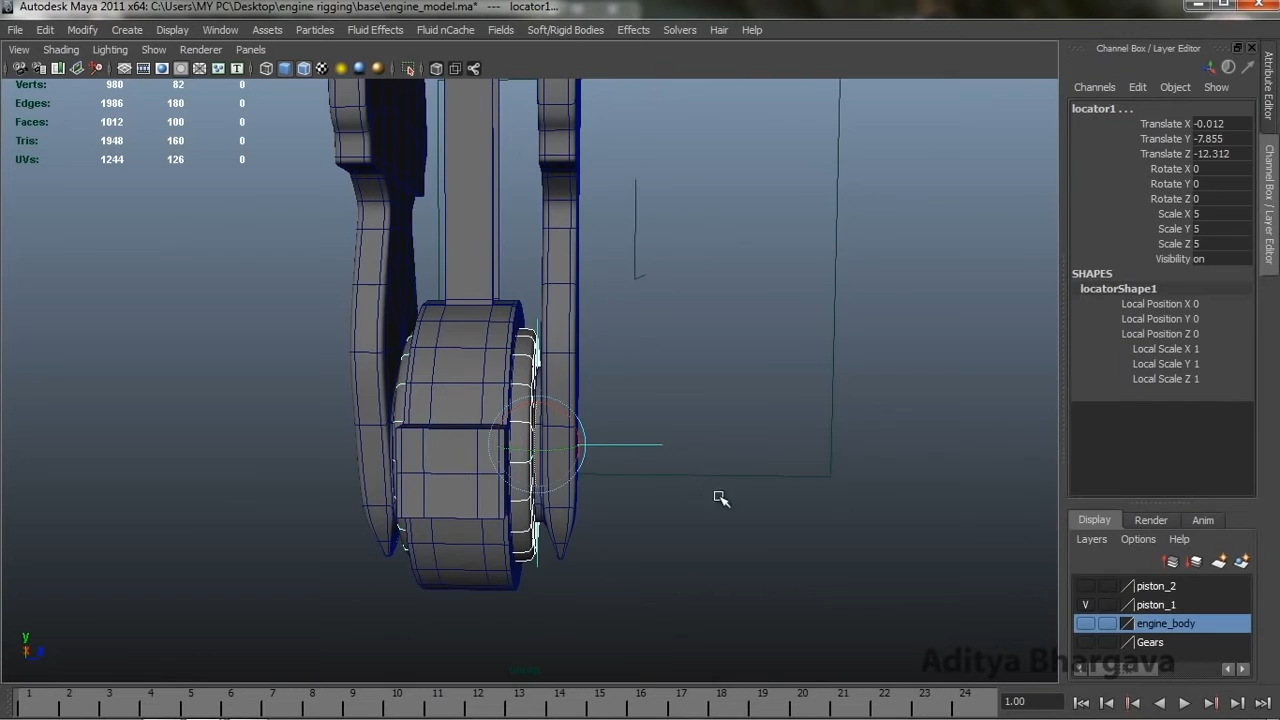 Autodesk Maya 2011 x64: C:\Users\MY PC\Desktop\engine rigging\base\engine_model.ma* --- locator1...
File Edit Modify Create Display Window Assets Particles Fluid Effects Fluid nCache Fields Soft/Rigid Bodies Effects Solvers Hair Help
View Shading Lighting Show Renderer Panels
Channel Box / Layer Editor
Channels Edit Object Show
Verts: 980 82 0
Edges: 1986 180 0
Faces: 1012 100 0
Tris: 1948 160 0
UVs: 1244 126 0
locator1 . . .
Translate X -0.012
Translate Y -7.855
Translate Z -12.312
Rotate X 0
Rotate Y 0
Rotate Z 0
Scale X 5
Scale Y 5
Scale Z 5
Visibility on
SHAPES
locatorShape1
Local Position X 0
Local Position Y 0
Local Position Z 0
Local Scale X 1
Local Scale Y 1
Local Scale Z 1
Attribute Editor
Channel Box / Layer Editor
Display Render Anim
Layers Options Help
piston_2
V piston_1
engine_body
Gears
y
Aditya Bhargava
1 2 3 4 5 6 7 8 9 10 11 12 13 14 15 16 17 18 19 20 21 22 23 24
1.00